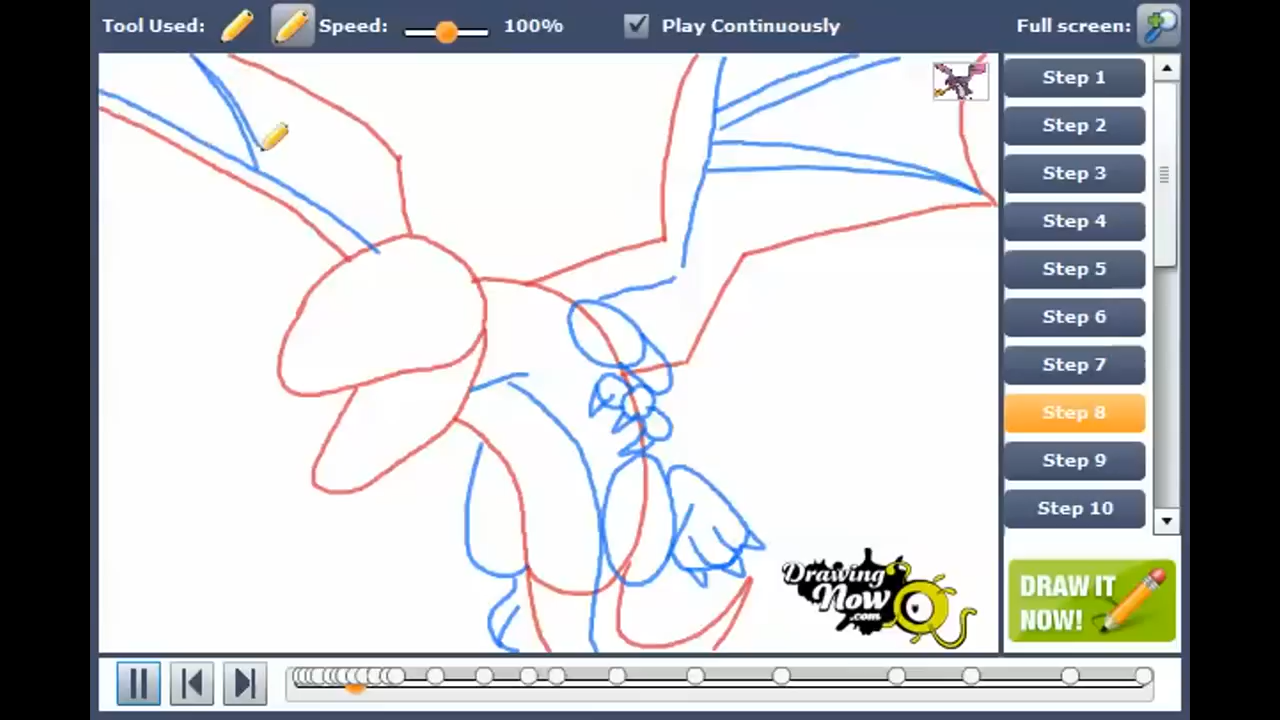 Tool Used:
Speed:
100%
Play Continuously
Full screen:
Step 1
Step 2
Step 3
Step 4
Step 5
Step 6
Step 7
Step 8
Step 9
Step 10
Drawing
Now
.com
DRAW IT
NOW!